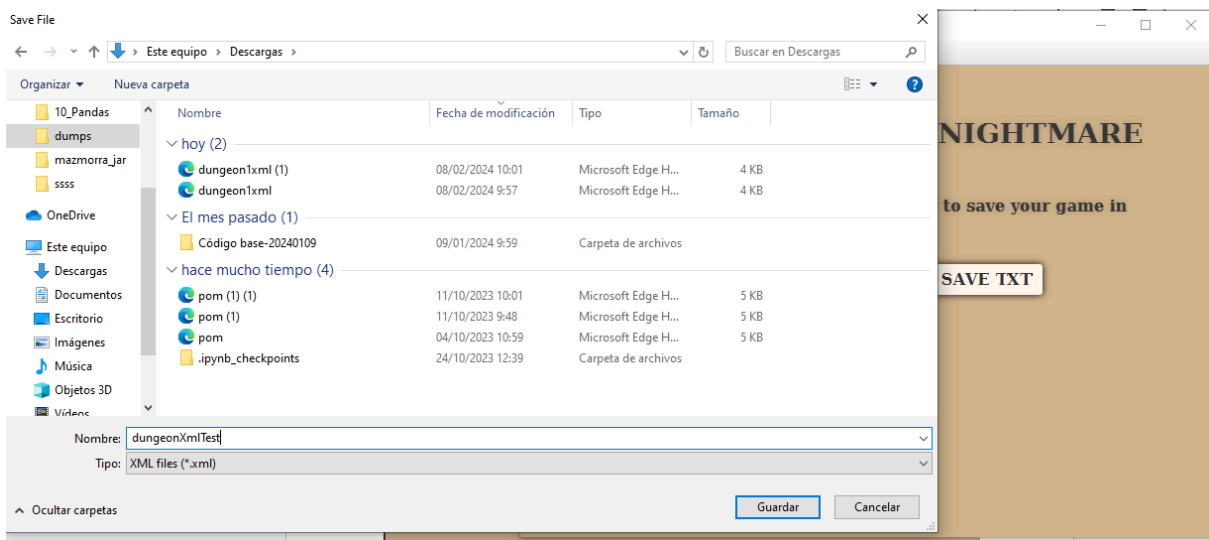 Save File
Este equipo > Descargas >
Buscar en Descargas
Organizar
Nueva carpeta
10_Pandas
dumps
mazmorra_jar
ssss
OneDrive
Este equipo
Descargas
Documentos
Escritorio
Imágenes
Música
Objetos 3D
Vídeos
Nombre Fecha de modificación Tipo Tamaño
hoy (2)
dungeon1xml (1) 08/02/2024 10:01 Microsoft Edge H... 4 KB
dungeon1xml 08/02/2024 9:57 Microsoft Edge H... 4 KB
El mes pasado (1)
Código base-20240109 09/01/2024 9:59 Carpeta de archivos
hace mucho tiempo (4)
pom (1) (1) 11/10/2023 10:01 Microsoft Edge H... 5 KB
pom (1) 11/10/2023 9:48 Microsoft Edge H... 5 KB
pom 04/10/2023 10:59 Microsoft Edge H... 5 KB
.ipynb_checkpoints 24/10/2023 12:39 Carpeta de archivos
Nombre: dungeonXmlTest
Tipo: XML files (*.xml)
Ocultar carpetas
Guardar
Cancelar
NIGHTMARE
to save your game in
SAVE TXT